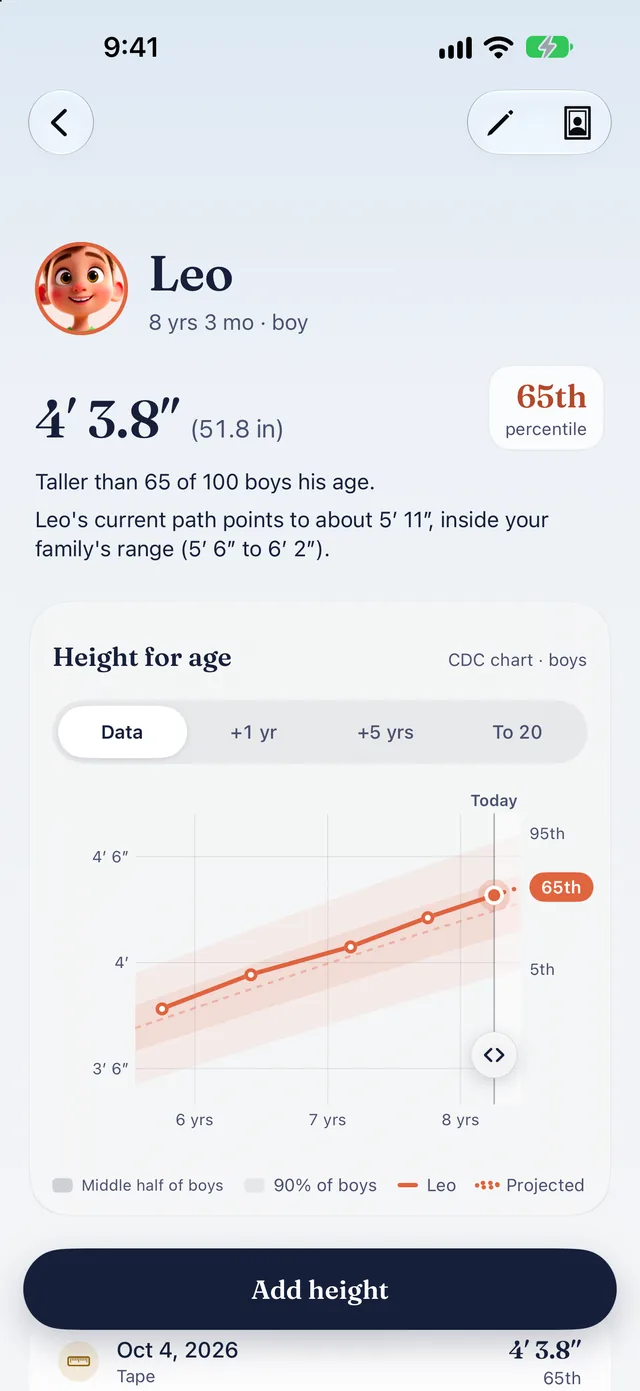 9:41
Leo
8 yrs 3 mo · boy
4′ 3.8″ (51.8 in)
65th
percentile
Taller than 65 of 100 boys his age.
Leo's current path points to about 5′ 11″, inside your
family's range (5′ 6″ to 6′ 2″).
Height for age
CDC chart · boys
Data
+1 yr
+5 yrs
To 20
Today
95th
4′ 6″
65th
4′
5th
3′ 6″
6 yrs
7 yrs
8 yrs
Middle half of boys
90% of boys
Leo
Projected
Add height
Oct 4, 2026
4′ 3.8″
Tape
65th